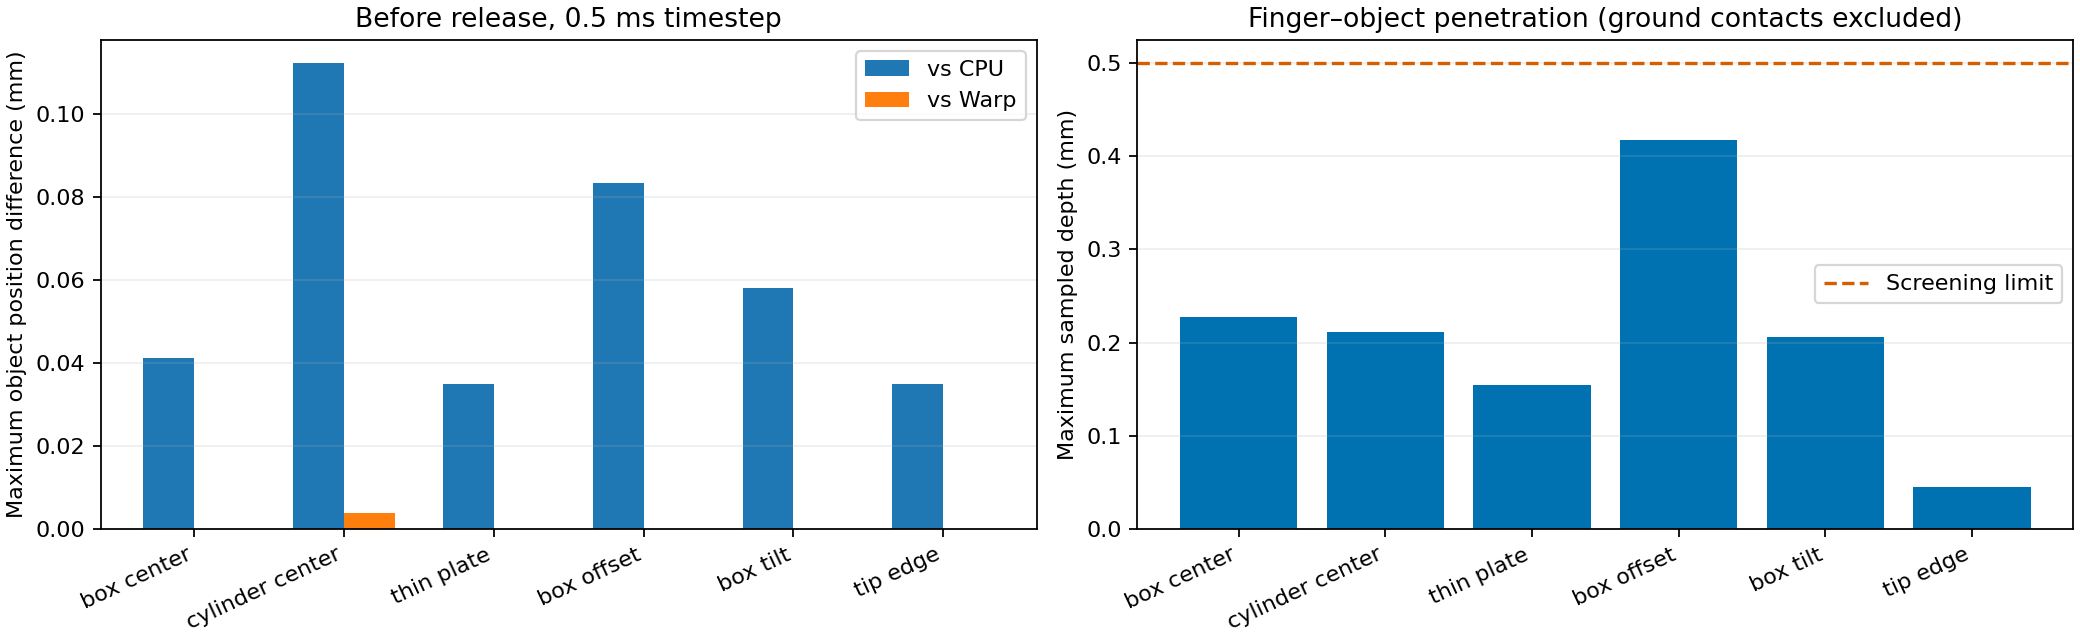 Before release, 0.5 ms timestep
Maximum object position difference (mm)
0.10
0.08
0.06
0.04
0.02
0.00
vs CPU
vs Warp
box center
cylinder center
thin plate
box offset
box tilt
tip edge
Finger–object penetration (ground contacts excluded)
Maximum sampled depth (mm)
0.5
0.4
0.3
0.2
0.1
0.0
Screening limit
box center
cylinder center
thin plate
box offset
box tilt
tip edge